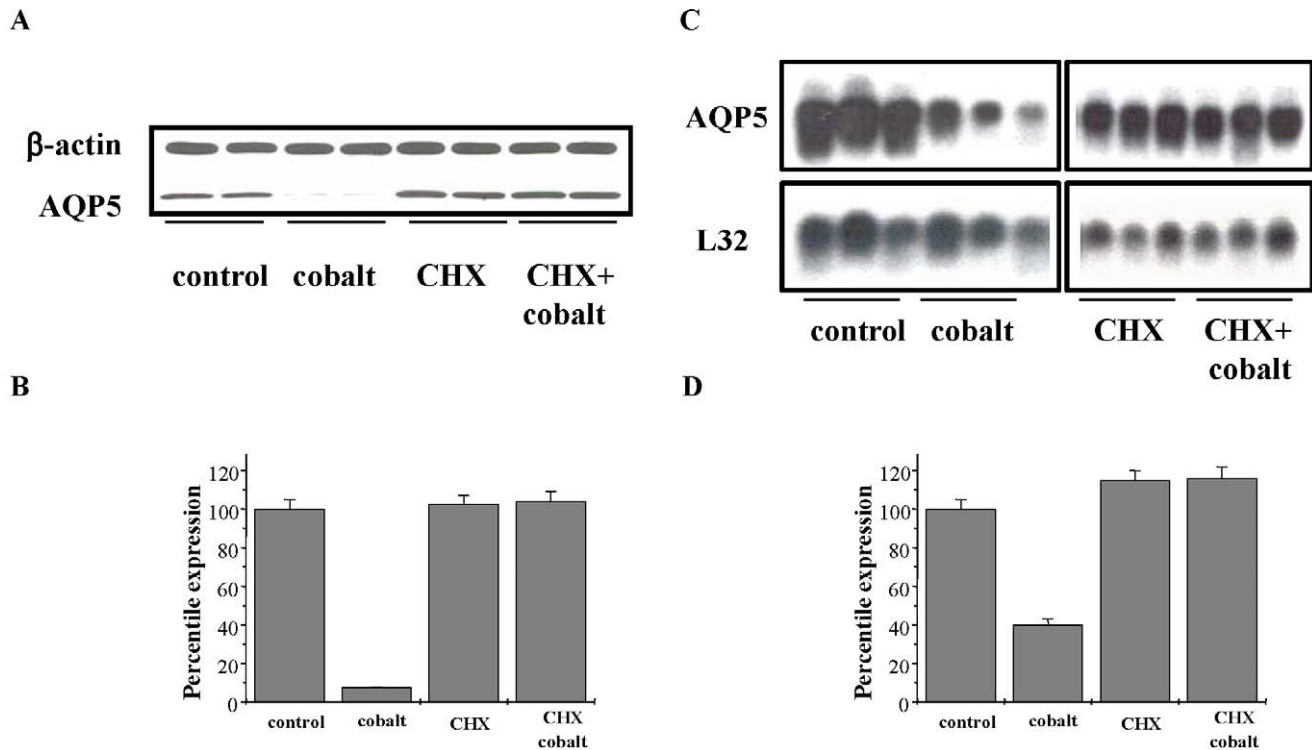 A
β-actin
AQP5
control cobalt CHX CHX+
cobalt
B
Percentile expression
120
100
80
60
40
20
0
control cobalt CHX CHX
cobalt
C
AQP5
L32
control cobalt CHX CHX+
cobalt
D
Percentile expression
120
100
80
60
40
20
0
control cobalt CHX CHX
cobalt